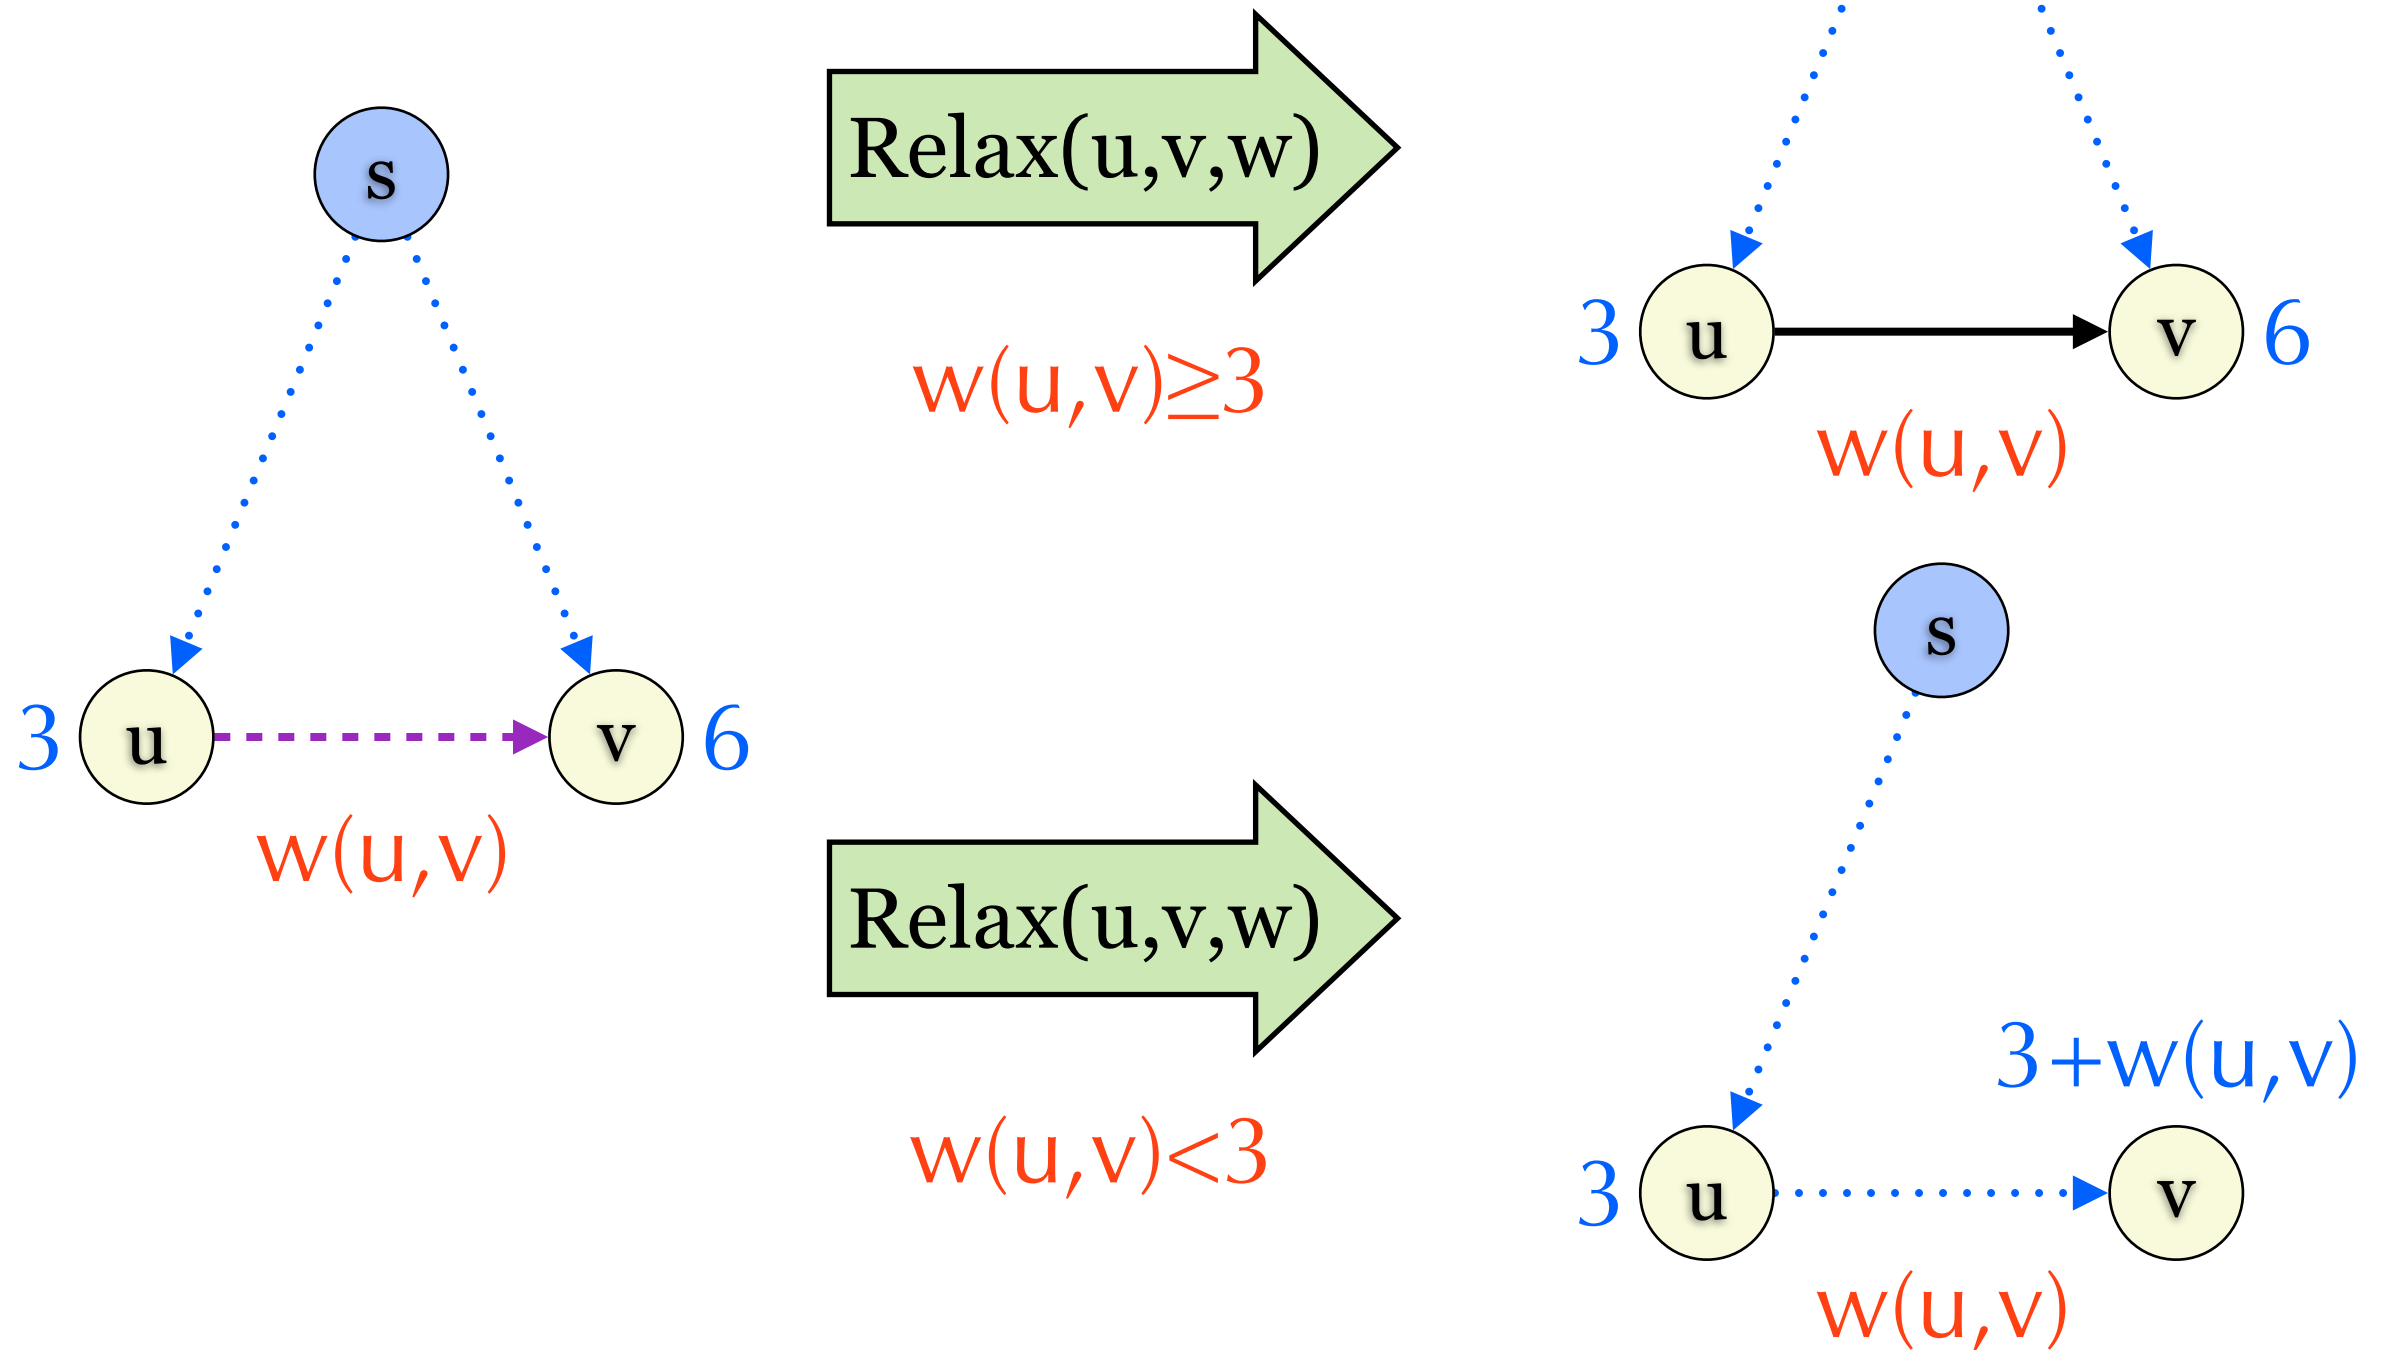 s
3 u v 6
w(u,v)
Relax(u,v,w)
w(u,v)≥3
3 u v 6
w(u,v)
Relax(u,v,w)
w(u,v)<3
s
3+w(u,v)
3 u v
w(u,v)